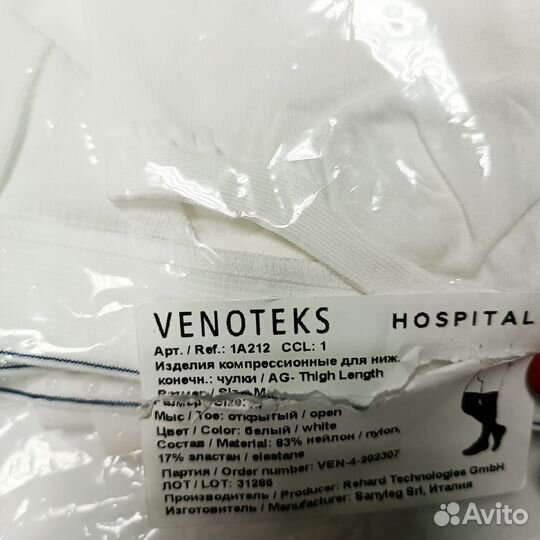 VENOTEKS HOSPITAL
Арт. / Ref.: 1A212 CCL: 1
Изделия компрессионные для ниж.
конечн.: чулки / AG- Thigh Length
Размер / Size:
Мыс / Toe: открытый / open
Цвет / Color: белый / white
Состав / Material: 83% нейлон / nylon,
17% эластан / elastane
Партия / Order number: VEN-4-202307
ЛОТ / LOT: 31286
Производитель / Producer: Rehard Technologies GmbH
Изготовитель / Manufacturer: Sanyleg Srl, Италия
Avito